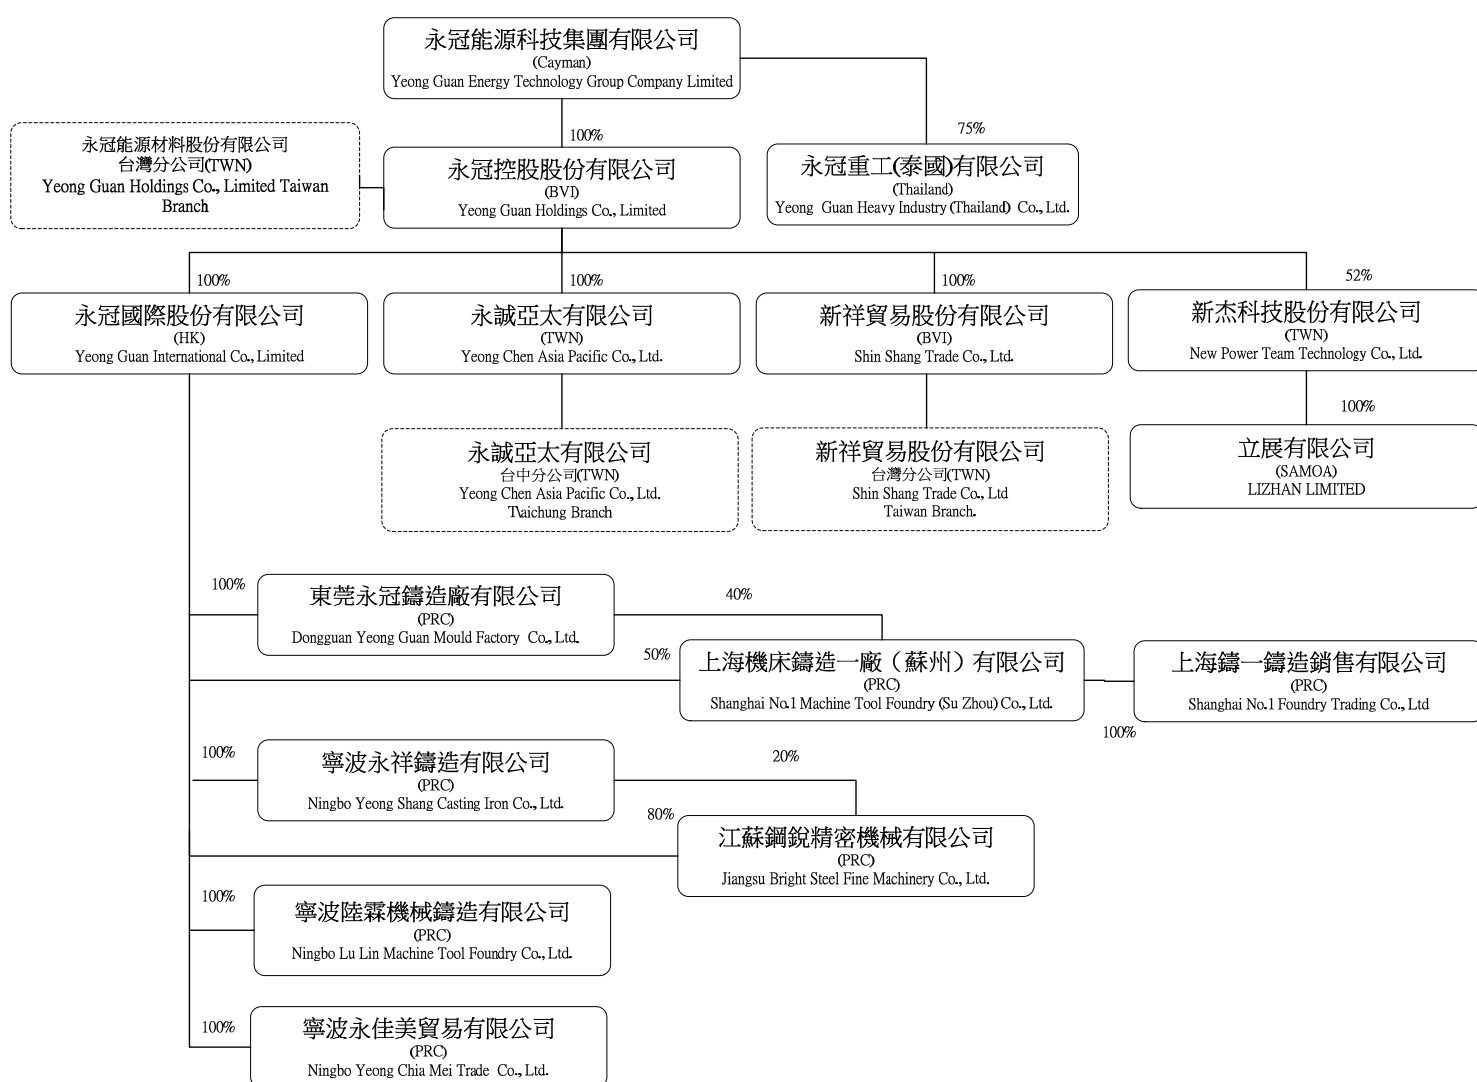 永冠能源科技集團有限公司
(Cayman)
Yeong Guan Energy Technology Group Company Limited
100%
75%
永冠能源材料股份有限公司
台灣分公司(TWN)
Yeong Guan Holdings Co., Limited Taiwan
Branch
永冠控股股份有限公司
(BVI)
Yeong Guan Holdings Co., Limited
永冠重工(泰國)有限公司
(Thailand)
Yeong Guan Heavy Industry (Thailand) Co., Ltd.
100%
100%
100%
52%
永冠國際股份有限公司
(HK)
Yeong Guan International Co., Limited
永誠亞太有限公司
(TWN)
Yeong Chen Asia Pacific Co., Ltd.
新祥貿易股份有限公司
(BVI)
Shin Shang Trade Co., Ltd.
新杰科技股份有限公司
(TWN)
New Power Team Technology Co., Ltd.
100%
永誠亞太有限公司
台中分公司(TWN)
Yeong Chen Asia Pacific Co., Ltd.
T\aichung Branch
新祥貿易股份有限公司
台灣分公司(TWN)
Shin Shang Trade Co., Ltd
Taiwan Branch.
立展有限公司
(SAMOA)
LIZHAN LIMITED
100%
東莞永冠鑄造廠有限公司
(PRC)
Dongguan Yeong Guan Mould Factory Co., Ltd.
40%
50%
上海機床鑄造一廠（蘇州）有限公司
(PRC)
Shanghai No.1 Machine Tool Foundry (Su Zhou) Co., Ltd.
上海鑄一鑄造銷售有限公司
(PRC)
Shanghai No.1 Foundry Trading Co., Ltd
100%
100%
寧波永祥鑄造有限公司
(PRC)
Ningbo Yeong Shang Casting Iron Co., Ltd.
20%
80%
江蘇鋼銳精密機械有限公司
(PRC)
Jiangsu Bright Steel Fine Machinery Co., Ltd.
100%
寧波陸霖機械鑄造有限公司
(PRC)
Ningbo Lu Lin Machine Tool Foundry Co., Ltd.
100%
寧波永佳美貿易有限公司
(PRC)
Ningbo Yeong Chia Mei Trade Co., Ltd.